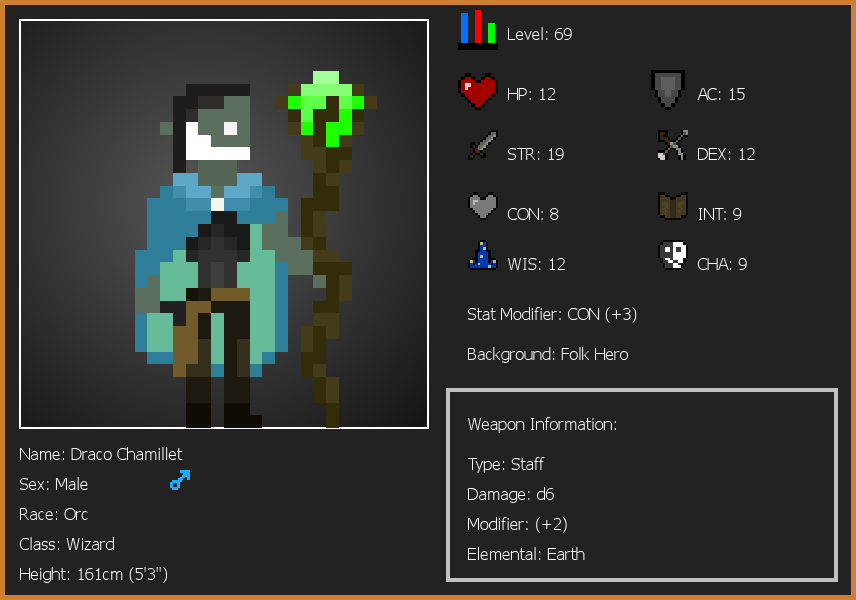 Level: 69
HP: 12
AC: 15
STR: 19
DEX: 12
CON: 8
INT: 9
WIS: 12
CHA: 9
Stat Modifier: CON (+3)
Background: Folk Hero
Weapon Information:
Type: Staff
Damage: d6
Modifier: (+2)
Elemental: Earth
Name: Draco Chamillet
Sex: Male
Race: Orc
Class: Wizard
Height: 161cm (5'3")